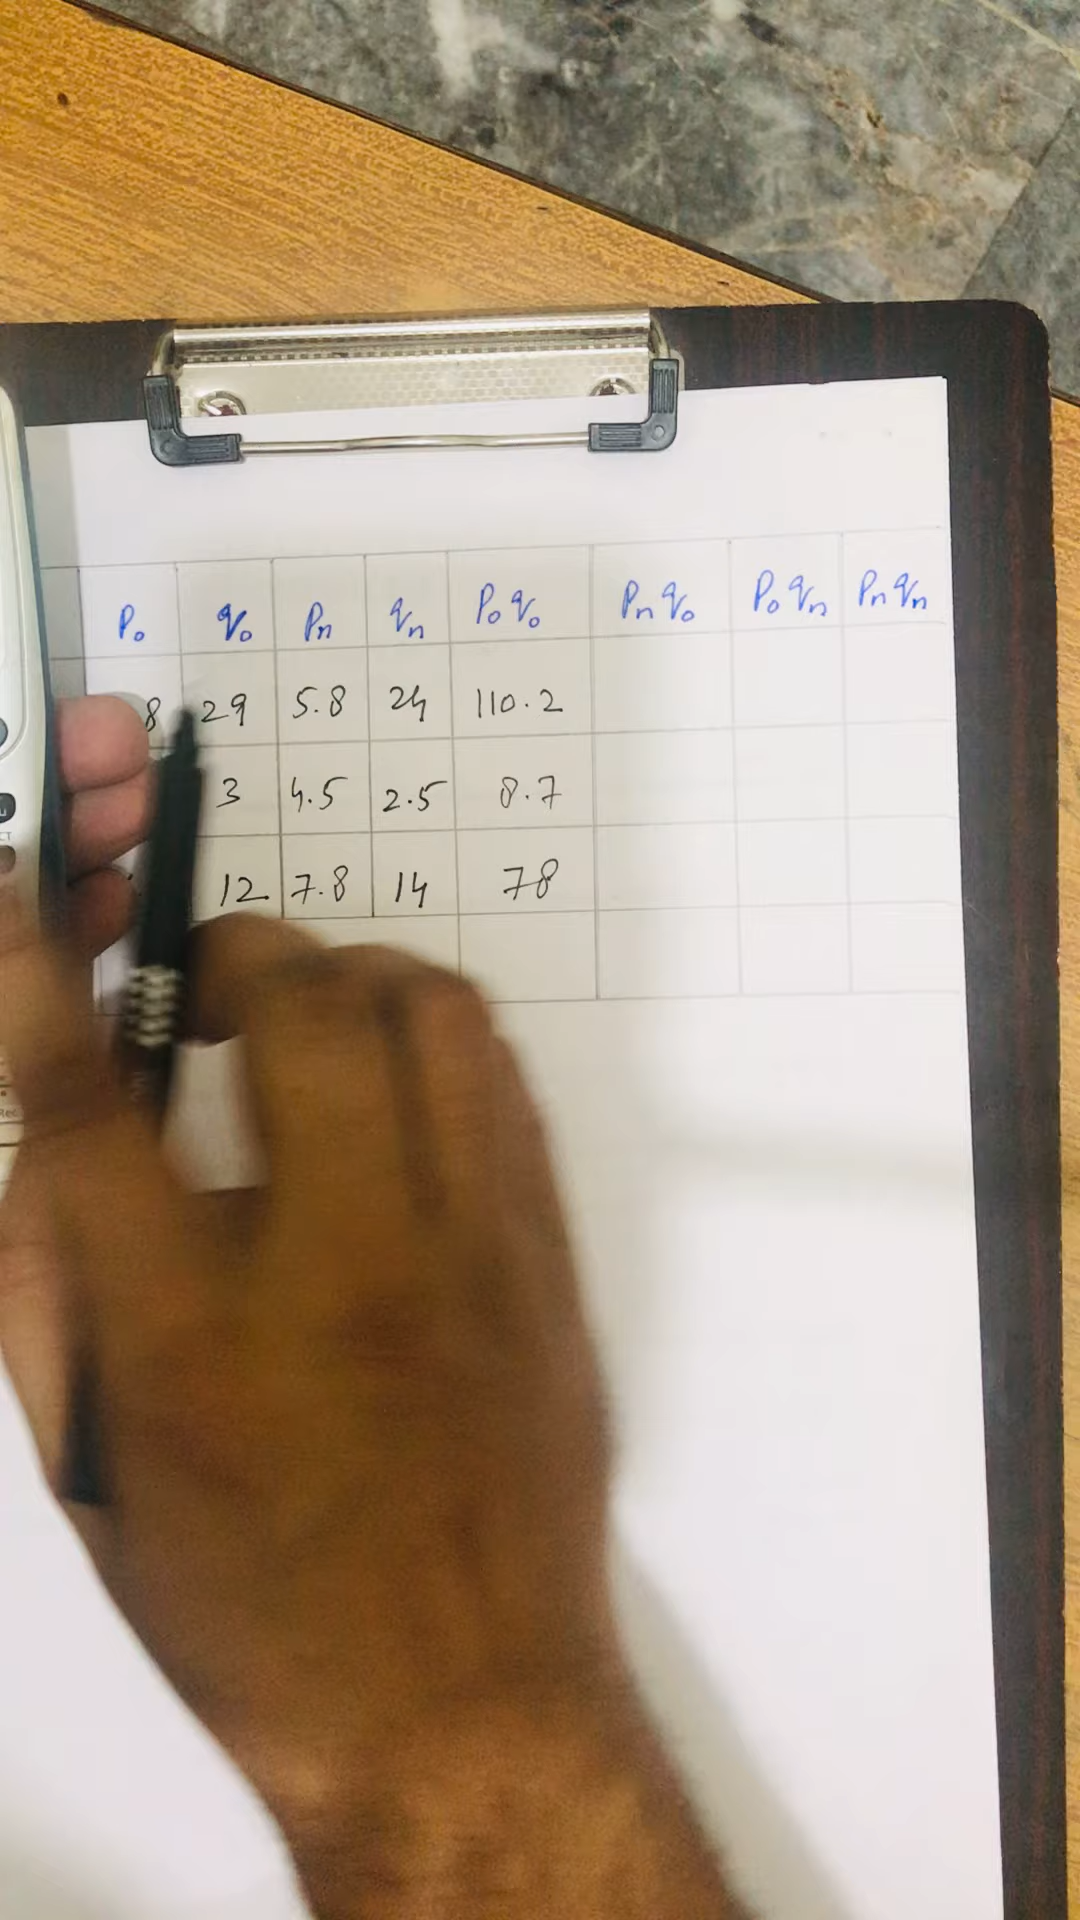 P₀ q₀ Pₙ qₙ P₀q₀ Pₙq₀ P₀qₙ Pₙqₙ
8 29 5.8 24 110.2
3 4.5 2.5 8.7
12 7.8 14 78